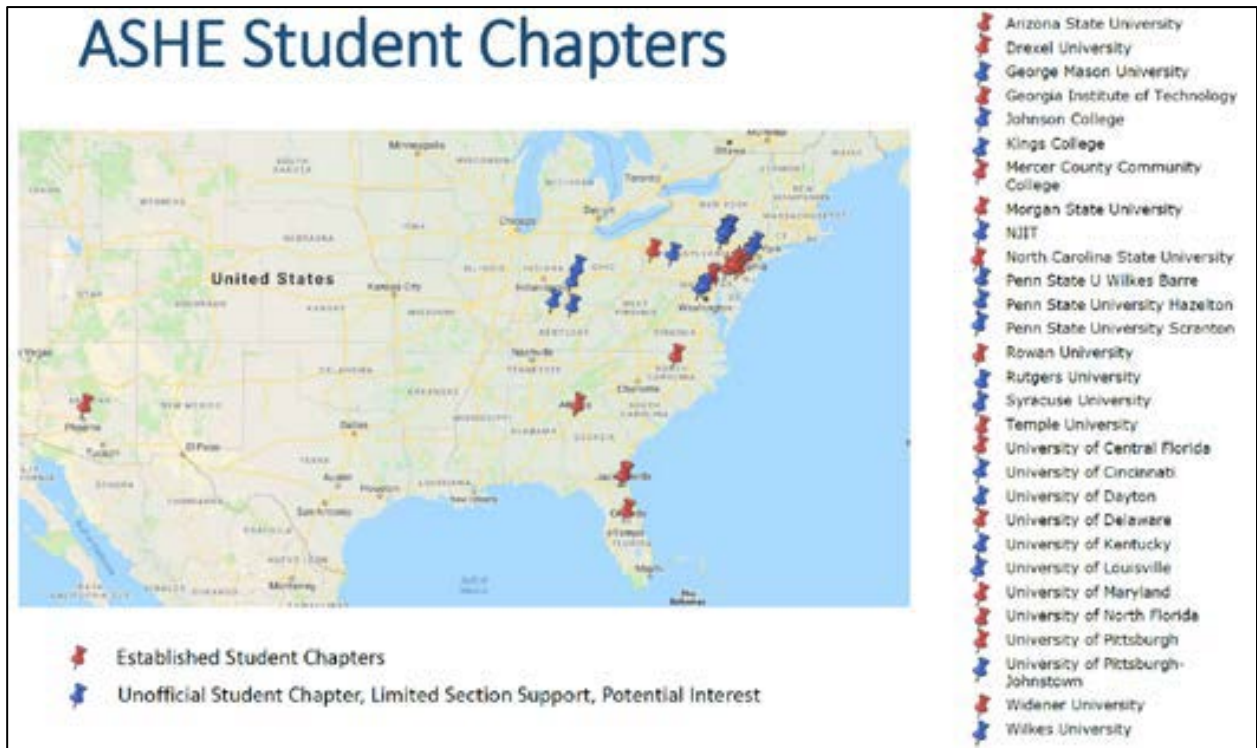 ASHE Student Chapters
Arizona State University
Drexel University
George Mason University
Georgia Institute of Technology
Johnson College
Kings College
Mercer County Community
College
Morgan State University
NJIT
North Carolina State University
Penn State U Wilkes Barre
Penn State University Hazelton
Penn State University Scranton
Rowan University
Rutgers University
Syracuse University
Temple University
University of Central Florida
University of Cincinnati
University of Dayton
University of Delaware
University of Kentucky
University of Louisville
University of Maryland
University of North Florida
University of Pittsburgh
University of Pittsburgh-
Johnstown
Widener University
Wilkes University
Minneapolis
Ottawa
Toronto
Chicago
Detroit
United States
Kansas City
Washington
Nashville
Charlotte
Phoenix
Tucson
El Paso
Dallas
Austin
Houston
San Antonio
New Orleans
Monterrey
Miami
The
Bahamas
Established Student Chapters
Unofficial Student Chapter, Limited Section Support, Potential Interest